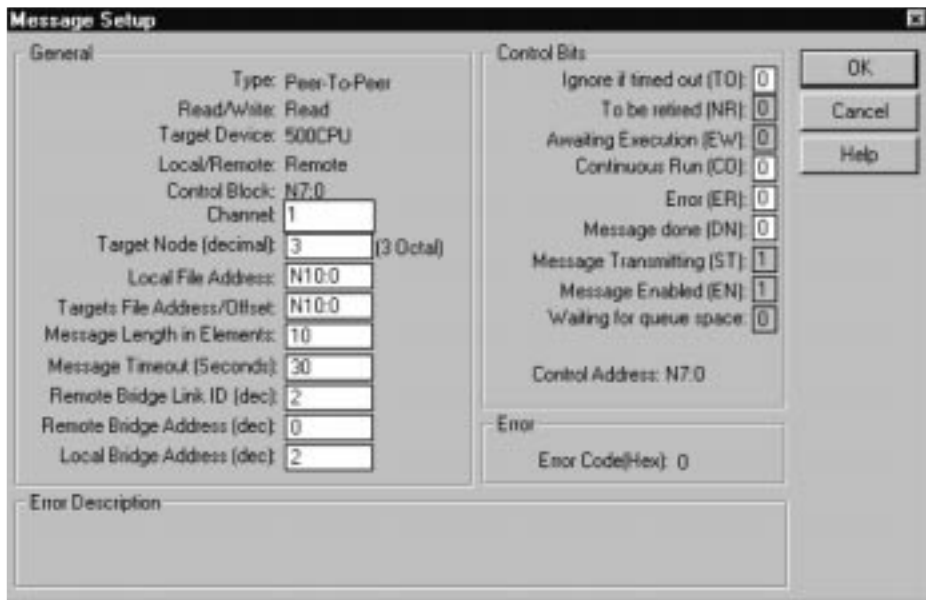 Message Setup
General
Type: Peer-To-Peer
Read/Write: Read
Target Device: 500CPU
Local/Remote: Remote
Control Block: N7:0
Channel: 1
Target Node (decimal): 3 (3 Octal)
Local File Address: N10:0
Targets File Address/Offset: N10:0
Message Length in Elements: 10
Message Timeout (Seconds): 30
Remote Bridge Link ID (dec): 2
Remote Bridge Address (dec): 0
Local Bridge Address (dec): 2
Control Bits
Ignore if timed out (TO): 0
To be retired (NR): 0
Awaiting Execution (EW): 0
Continuous Run (CO): 0
Error (ER): 0
Message done (DN): 0
Message Transmitting (ST): 1
Message Enabled (EN): 1
Waiting for queue space: 0
Control Address: N7:0
Error
Error Code(Hex): 0
OK
Cancel
Help
Error Description